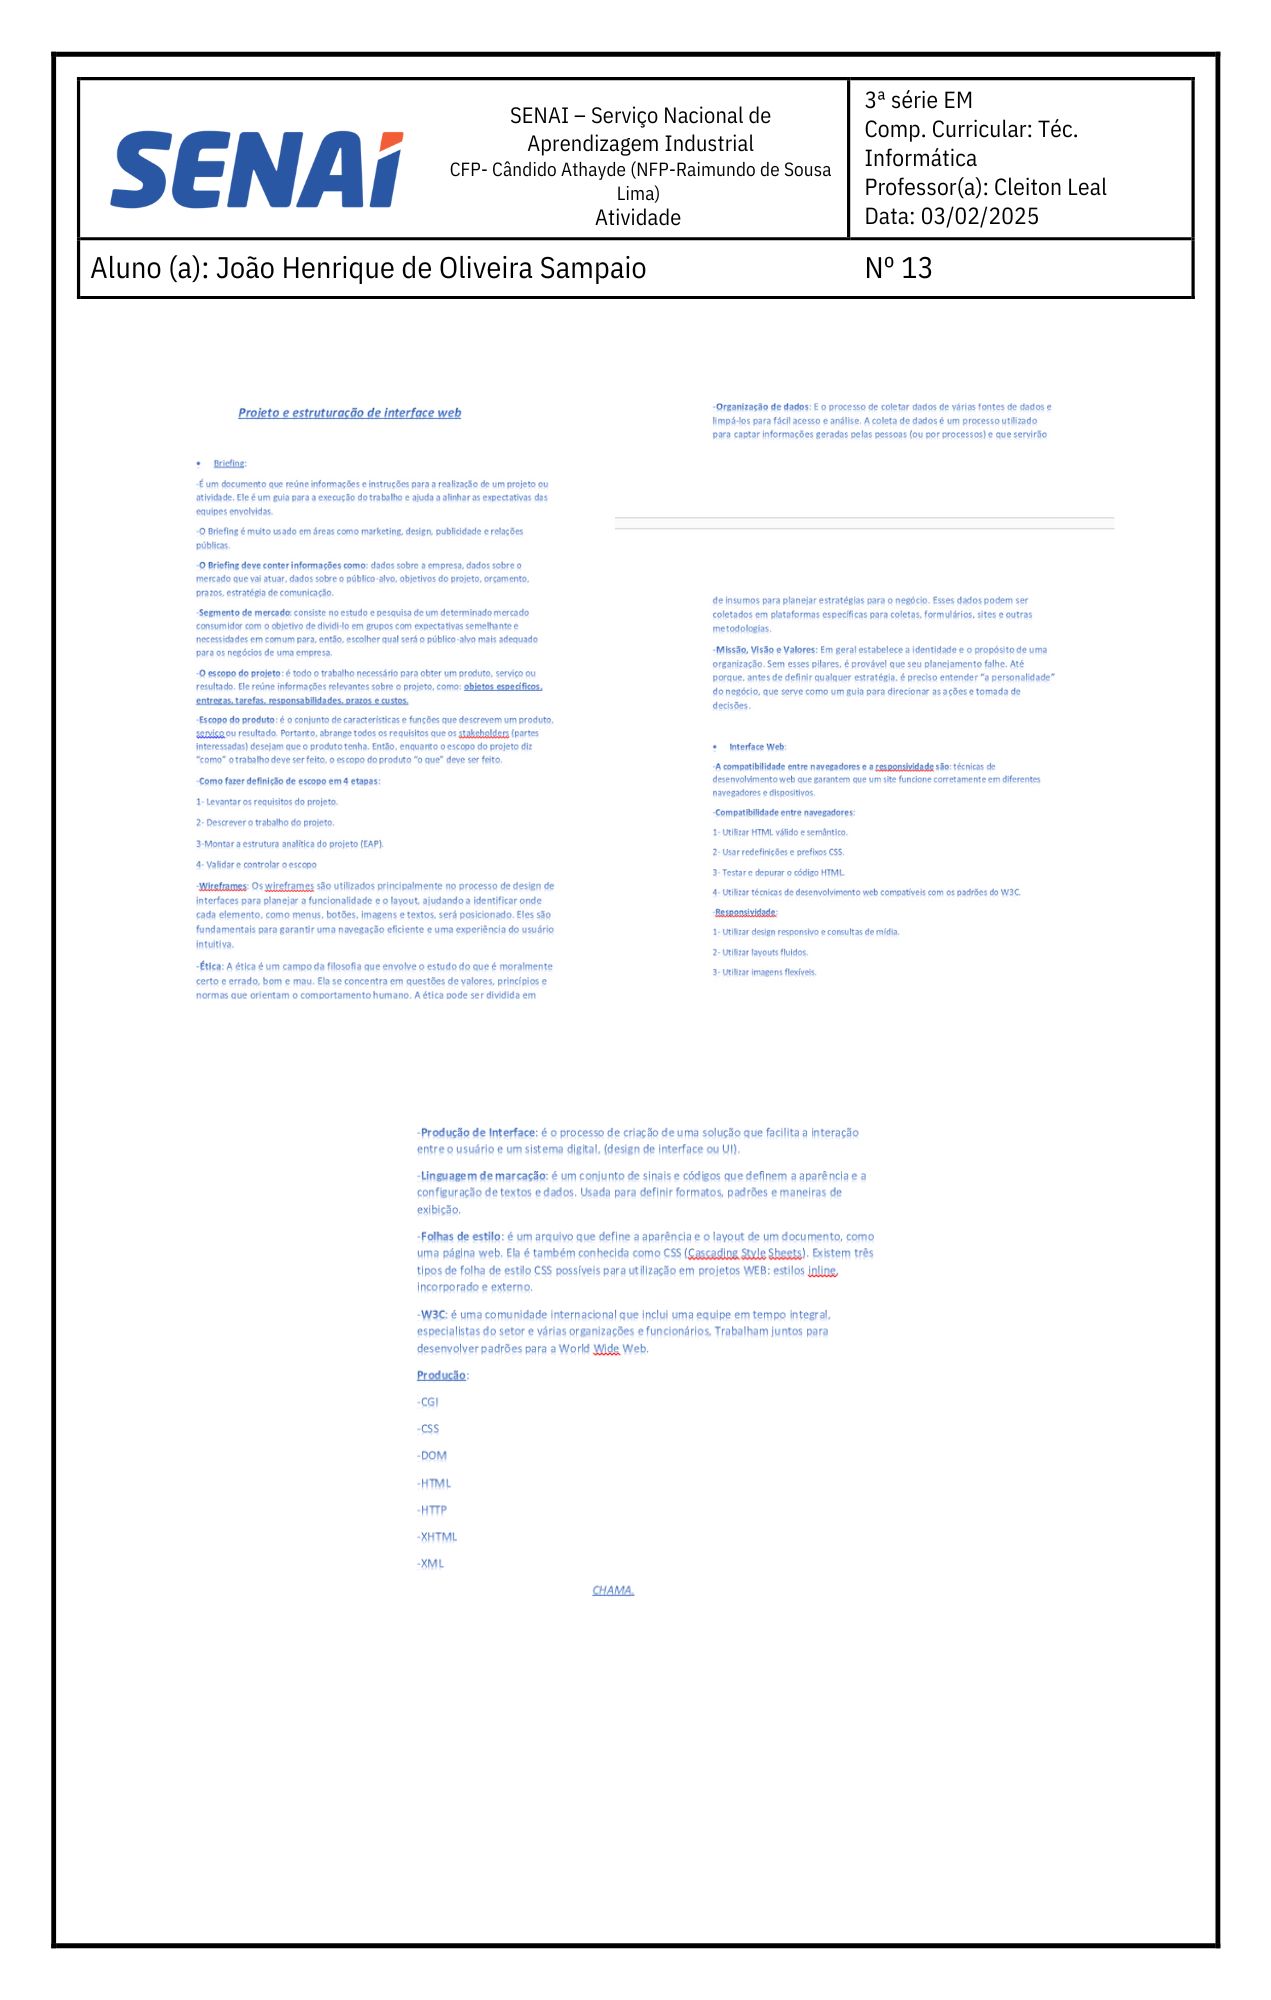 SENAI
SENAI – Serviço Nacional de
Aprendizagem Industrial
CFP- Cândido Athayde (NFP-Raimundo de Sousa
Lima)
Atividade
3ª série EM
Comp. Curricular: Téc.
Informática
Professor(a): Cleiton Leal
Data: 03/02/2025
Aluno (a): João Henrique de Oliveira Sampaio
Nº 13
Projeto e estruturação de interface web
• Briefing:
-É um documento que reúne informações e instruções para a realização de um projeto ou
atividade. Ele é um guia para a execução do trabalho e ajuda a alinhar as expectativas das
equipes envolvidas.
-O Briefing é muito usado em áreas como marketing, design, publicidade e relações
públicas.
-O Briefing deve conter informações como: dados sobre a empresa, dados sobre o
mercado que vai atuar, dados sobre o público-alvo, objetivos do projeto, orçamento,
prazos, estratégia de comunicação.
-Segmento de mercado: consiste no estudo e pesquisa de um determinado mercado
consumidor com o objetivo de dividi-lo em grupos com expectativas semelhante e
necessidades em comum para, então, escolher qual será o público-alvo mais adequado
para os negócios de uma empresa.
-O escopo do projeto: é todo o trabalho necessário para obter um produto, serviço ou
resultado. Ele reúne informações relevantes sobre o projeto, como: objetos específicos,
entregas, tarefas, responsabilidades, prazos e custos.
-Escopo do produto: é o conjunto de características e funções que descrevem um produto,
serviço ou resultado. Portanto, abrange todos os requisitos que os stakeholders (partes
interessadas) desejam que o produto tenha. Então, enquanto o escopo do projeto diz
"como" o trabalho deve ser feito, o escopo do produto "o que" deve ser feito.
-Como fazer definição de escopo em 4 etapas:
1- Levantar os requisitos do projeto.
2- Descrever o trabalho do projeto.
3-Montar a estrutura analítica do projeto (EAP).
4- Validar e controlar o escopo
-Wireframes: Os wireframes são utilizados principalmente no processo de design de
interfaces para planejar a funcionalidade e o layout, ajudando a identificar onde
cada elemento, como menus, botões, imagens e textos, será posicionado. Eles são
fundamentais para garantir uma navegação eficiente e uma experiência do usuário
intuitiva.
-Ética: A ética é um campo da filosofia que envolve o estudo do que é moralmente
certo e errado, bom e mau. Ela se concentra em questões de valores, princípios e
normas que orientam o comportamento humano. A ética pode ser dividida em
-Organização de dados: E o processo de coletar dados de várias fontes de dados e
limpá-los para fácil acesso e análise. A coleta de dados é um processo utilizado
para captar informações geradas pelas pessoas (ou por processos) e que servirão
de insumos para planejar estratégias para o negócio. Esses dados podem ser
coletados em plataformas específicas para coletas, formulários, sites e outras
metodologias.
-Missão, Visão e Valores: Em geral estabelece a identidade e o propósito de uma
organização. Sem esses pilares, é provável que seu planejamento falhe. Até
porque, antes de definir qualquer estratégia, é preciso entender "a personalidade"
do negócio, que serve como um guia para direcionar as ações e tomada de
decisões.
• Interface Web:
-A compatibilidade entre navegadores e a responsividade são: técnicas de
desenvolvimento web que garantem que um site funcione corretamente em diferentes
navegadores e dispositivos.
-Compatibilidade entre navegadores:
1- Utilizar HTML válido e semântico.
2- Usar redefinições e prefixos CSS.
3- Testar e depurar o código HTML.
4- Utilizar técnicas de desenvolvimento web compatíveis com os padrões do W3C.
-Responsividade:
1- Utilizar design responsivo e consultas de mídia.
2- Utilizar layouts fluidos.
3- Utilizar imagens flexíveis.
-Produção de Interface: é o processo de criação de uma solução que facilita a interação
entre o usuário e um sistema digital, (design de interface ou UI).
-Linguagem de marcação: é um conjunto de sinais e códigos que definem a aparência e a
configuração de textos e dados. Usada para definir formatos, padrões e maneiras de
exibição.
-Folhas de estilo: é um arquivo que define a aparência e o layout de um documento, como
uma página web. Ela é também conhecida como CSS (Cascading Style Sheets). Existem três
tipos de folha de estilo CSS possíveis para utilização em projetos WEB: estilos inline,
incorporado e externo.
-W3C: é uma comunidade internacional que inclui uma equipe em tempo integral,
especialistas do setor e várias organizações e funcionários, Trabalham juntos para
desenvolver padrões para a World Wide Web.
Produção:
-CGI
-CSS
-DOM
-HTML
-HTTP
-XHTML
-XML
CHAMA.